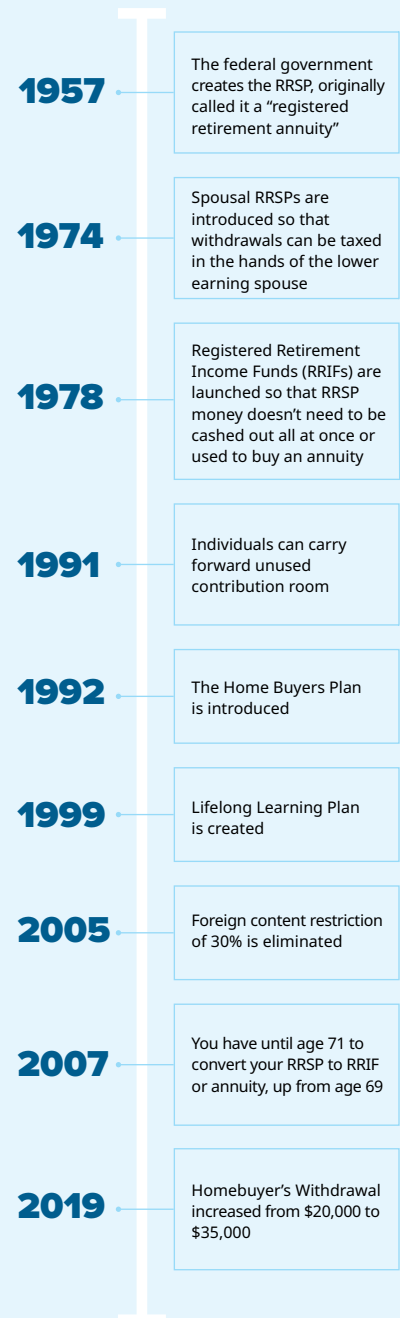 1957
The federal government
creates the RRSP, originally
called it a “registered
retirement annuity”
1974
Spousal RRSPs are
introduced so that
withdrawals can be taxed
in the hands of the lower
earning spouse
1978
Registered Retirement
Income Funds (RRIFs) are
launched so that RRSP
money doesn’t need to be
cashed out all at once or
used to buy an annuity
1991
Individuals can carry
forward unused
contribution room
1992
The Home Buyers Plan
is introduced
1999
Lifelong Learning Plan
is created
2005
Foreign content restriction
of 30% is eliminated
2007
You have until age 71 to
convert your RRSP to RRIF
or annuity, up from age 69
2019
Homebuyer’s Withdrawal
increased from $20,000 to
$35,000